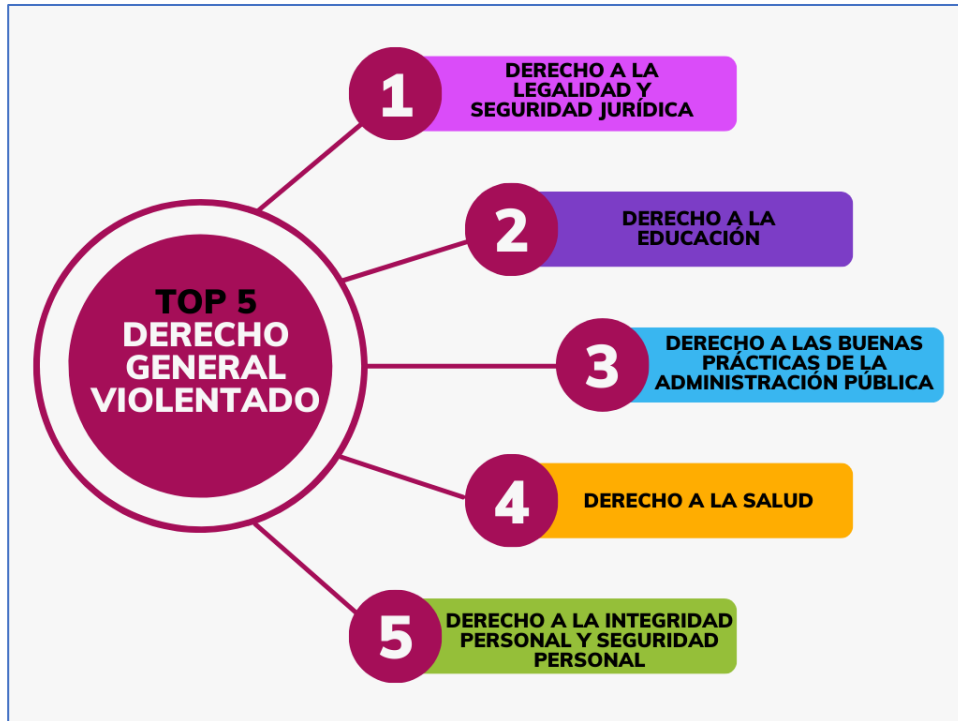 TOP 5
DERECHO
GENERAL
VIOLENTADO
1
DERECHO A LA
LEGALIDAD Y
SEGURIDAD JURÍDICA
2
DERECHO A LA
EDUCACIÓN
3
DERECHO A LAS BUENAS
PRÁCTICAS DE LA
ADMINISTRACIÓN PÚBLICA
4
DERECHO A LA SALUD
5
DERECHO A LA INTEGRIDAD
PERSONAL Y SEGURIDAD
PERSONAL